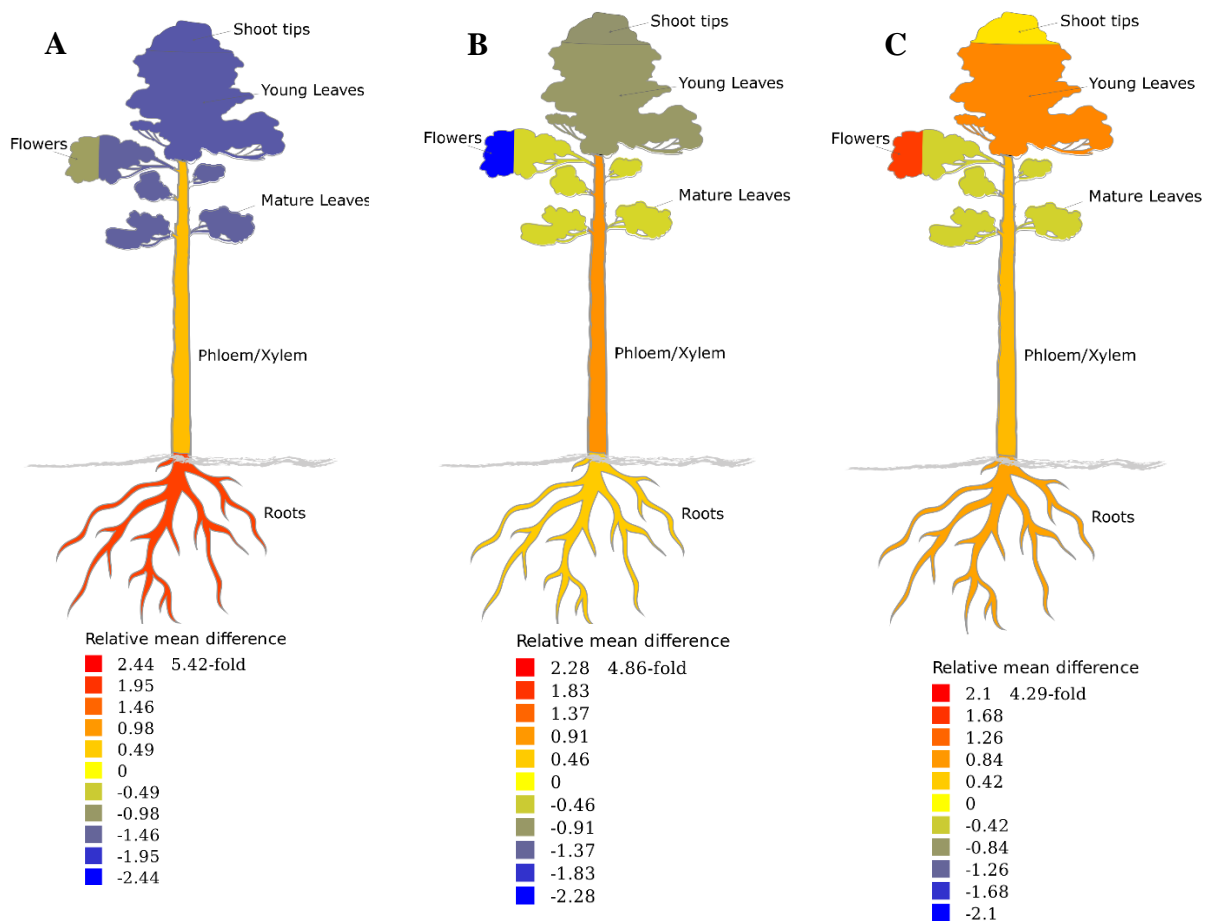 A
Shoot tips
Young Leaves
Flowers
Mature Leaves
Phloem/Xylem
Roots
Relative mean difference
2.44 5.42-fold
1.95
1.46
0.98
0.49
0
-0.49
-0.98
-1.46
-1.95
-2.44
B
Shoot tips
Young Leaves
Flowers
Mature Leaves
Phloem/Xylem
Roots
Relative mean difference
2.28 4.86-fold
1.83
1.37
0.91
0.46
0
-0.46
-0.91
-1.37
-1.83
-2.28
C
Shoot tips
Young Leaves
Flowers
Mature Leaves
Phloem/Xylem
Roots
Relative mean difference
2.1 4.29-fold
1.68
1.26
0.84
0.42
0
-0.42
-0.84
-1.26
-1.68
-2.1